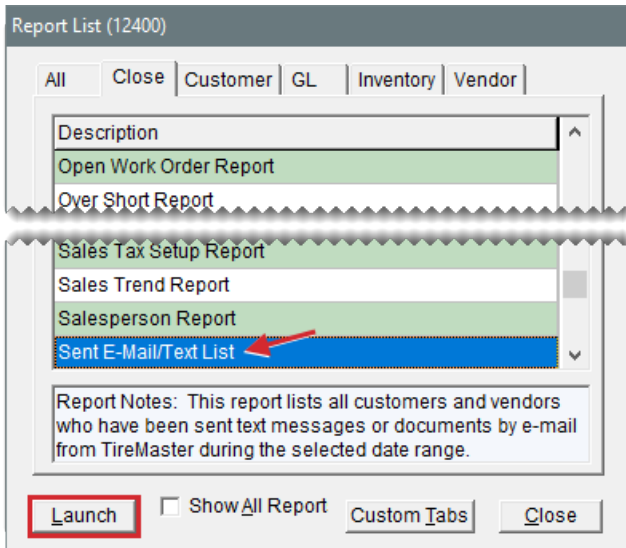 Report List (12400)
All Close Customer GL Inventory Vendor
Description
Open Work Order Report
Over Short Report
Sales Tax Setup Report
Sales Trend Report
Salesperson Report
Sent E-Mail/Text List
Report Notes: This report lists all customers and vendors
who have been sent text messages or documents by e-mail
from TireMaster during the selected date range.
Launch Show All Report Custom Tabs Close